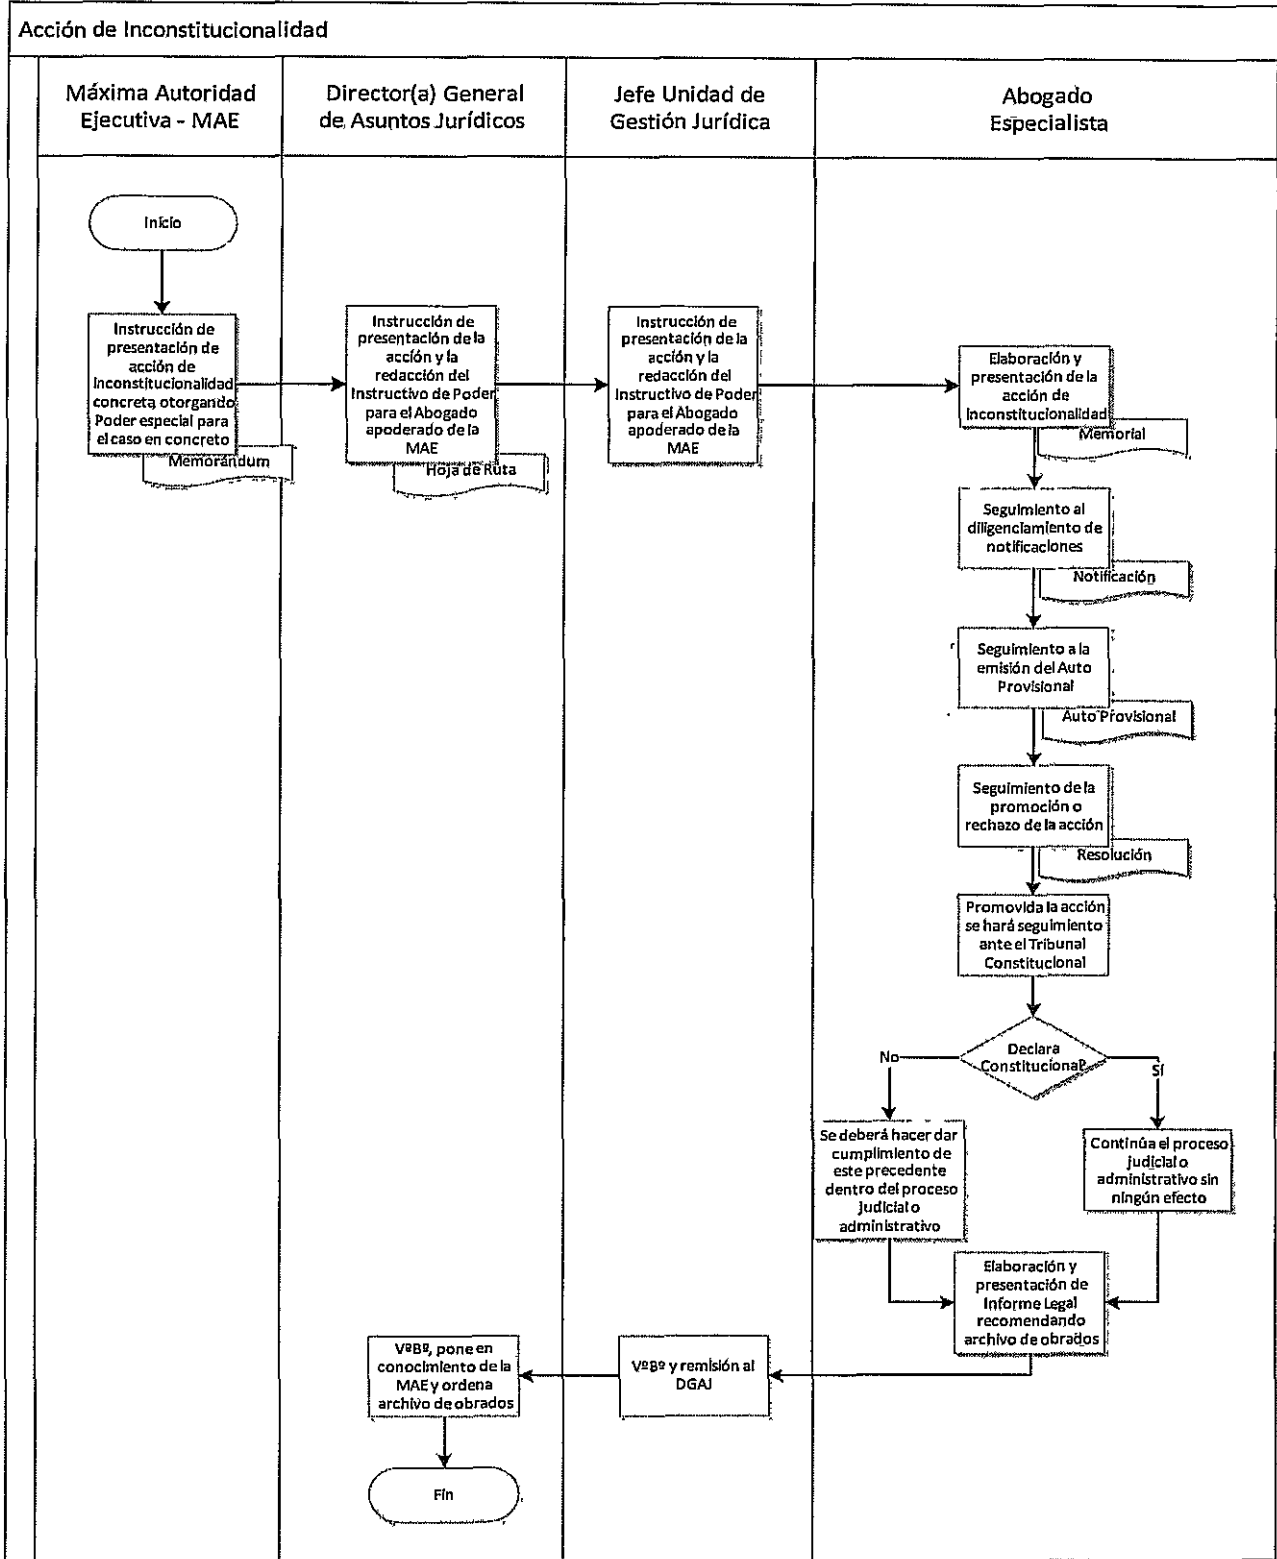 Acción de Inconstitucionalidad
Máxima Autoridad
Ejecutiva - MAE
Director(a) General
de Asuntos Jurídicos
Jefe Unidad de
Gestión Jurídica
Abogado
Especialista
Inicio
Instrucción de
presentación de
acción de
Inconstitucionalidad
concreta otorgando
Poder especial para
el caso en concreto
Memorándum
Instrucción de
presentación de la
acción y la
redacción del
Instructivo de Poder
para el Abogado
apoderado de la
MAE
Hoja de Ruta
Instrucción de
presentación de la
acción y la
redacción del
Instructivo de Poder
para el Abogado
apoderado de la
MAE
Elaboración y
presentación de la
acción de
Inconstitucionalidad
Memorial
Seguimiento al
diligenciamiento de
notificaciones
Notificación
Seguimiento a la
emisión del Auto
Provisional
Auto Provisional
Seguimiento de la
promoción o
rechazo de la acción
Resolución
Promovida la acción
se hará seguimiento
ante el Tribunal
Constitucional
Declara
Constitucional?
No
Sí
Se deberá hacer dar
cumplimiento de
este precedente
dentro del proceso
judicial o
administrativo
Continúa el proceso
judicial o
administrativo sin
ningún efecto
Elaboración y
presentación de
Informe Legal
recomendando
archivo de obrados
VºBº y remisión al
DGAJ
VºBº, pone en
conocimiento de la
MAE y ordena
archivo de obrados
Fin